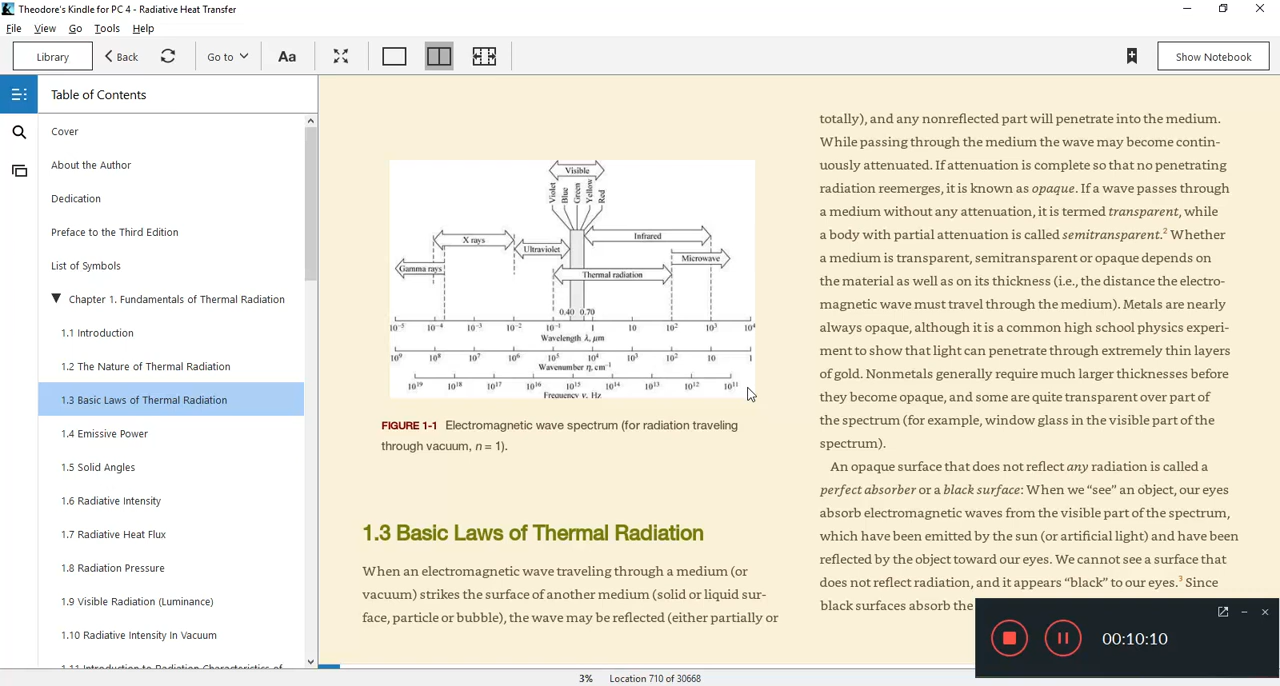 Theodore's Kindle for PC 4 - Radiative Heat Transfer
File View Go Tools Help
Library Back Go to Aa Show Notebook
Table of Contents
Cover
About the Author
Dedication
Preface to the Third Edition
List of Symbols
Chapter 1. Fundamentals of Thermal Radiation
1.1 Introduction
1.2 The Nature of Thermal Radiation
1.3 Basic Laws of Thermal Radiation
1.4 Emissive Power
1.5 Solid Angles
1.6 Radiative Intensity
1.7 Radiative Heat Flux
1.8 Radiation Pressure
1.9 Visible Radiation (Luminance)
1.10 Radiative Intensity In Vacuum
1.11 Introduction to Radiation Characteristics of
Visible
Violet
Blue
Green
Yellow
Red
X rays
Infrared
Ultraviolet
Microwave
Gamma rays
Thermal radiation
0.40 0.70
10⁻⁵ 10⁻⁴ 10⁻³ 10⁻² 10⁻¹ 1 10 10² 10³ 10⁴
Wavelength λ, μm
10⁹ 10⁸ 10⁷ 10⁶ 10⁵ 10⁴ 10³ 10² 10 1
Wavenumber η, cm⁻¹
10¹⁹ 10¹⁸ 10¹⁷ 10¹⁶ 10¹⁵ 10¹⁴ 10¹³ 10¹² 10¹¹
Frequency ν, Hz
FIGURE 1-1 Electromagnetic wave spectrum (for radiation traveling
through vacuum, n = 1).
1.3 Basic Laws of Thermal Radiation
When an electromagnetic wave traveling through a medium (or
vacuum) strikes the surface of another medium (solid or liquid sur-
face, particle or bubble), the wave may be reflected (either partially or
totally), and any nonreflected part will penetrate into the medium.
While passing through the medium the wave may become contin-
uously attenuated. If attenuation is complete so that no penetrating
radiation reemerges, it is known as opaque. If a wave passes through
a medium without any attenuation, it is termed transparent, while
a body with partial attenuation is called semitransparent.² Whether
a medium is transparent, semitransparent or opaque depends on
the material as well as on its thickness (i.e., the distance the electro-
magnetic wave must travel through the medium). Metals are nearly
always opaque, although it is a common high school physics experi-
ment to show that light can penetrate through extremely thin layers
of gold. Nonmetals generally require much larger thicknesses before
they become opaque, and some are quite transparent over part of
the spectrum (for example, window glass in the visible part of the
spectrum).
An opaque surface that does not reflect any radiation is called a
perfect absorber or a black surface: When we “see” an object, our eyes
absorb electromagnetic waves from the visible part of the spectrum,
which have been emitted by the sun (or artificial light) and have been
reflected by the object toward our eyes. We cannot see a surface that
does not reflect radiation, and it appears “black” to our eyes.³ Since
black surfaces absorb the
00:10:10
3% Location 710 of 30668